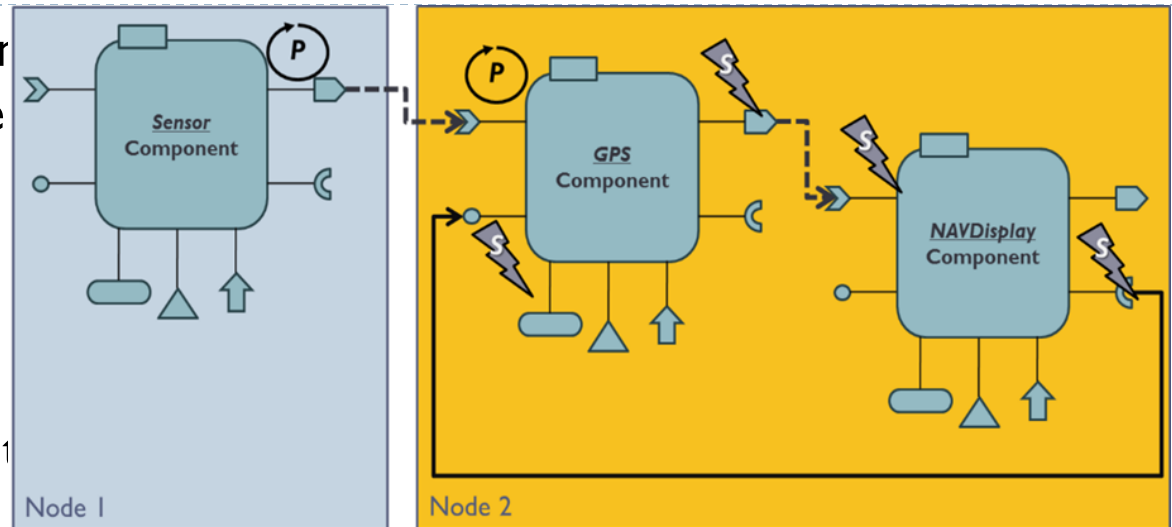 P
Sensor
Component
P
GPS
Component
S
S
S
NAVDisplay
Component
S
Node 1
Node 2